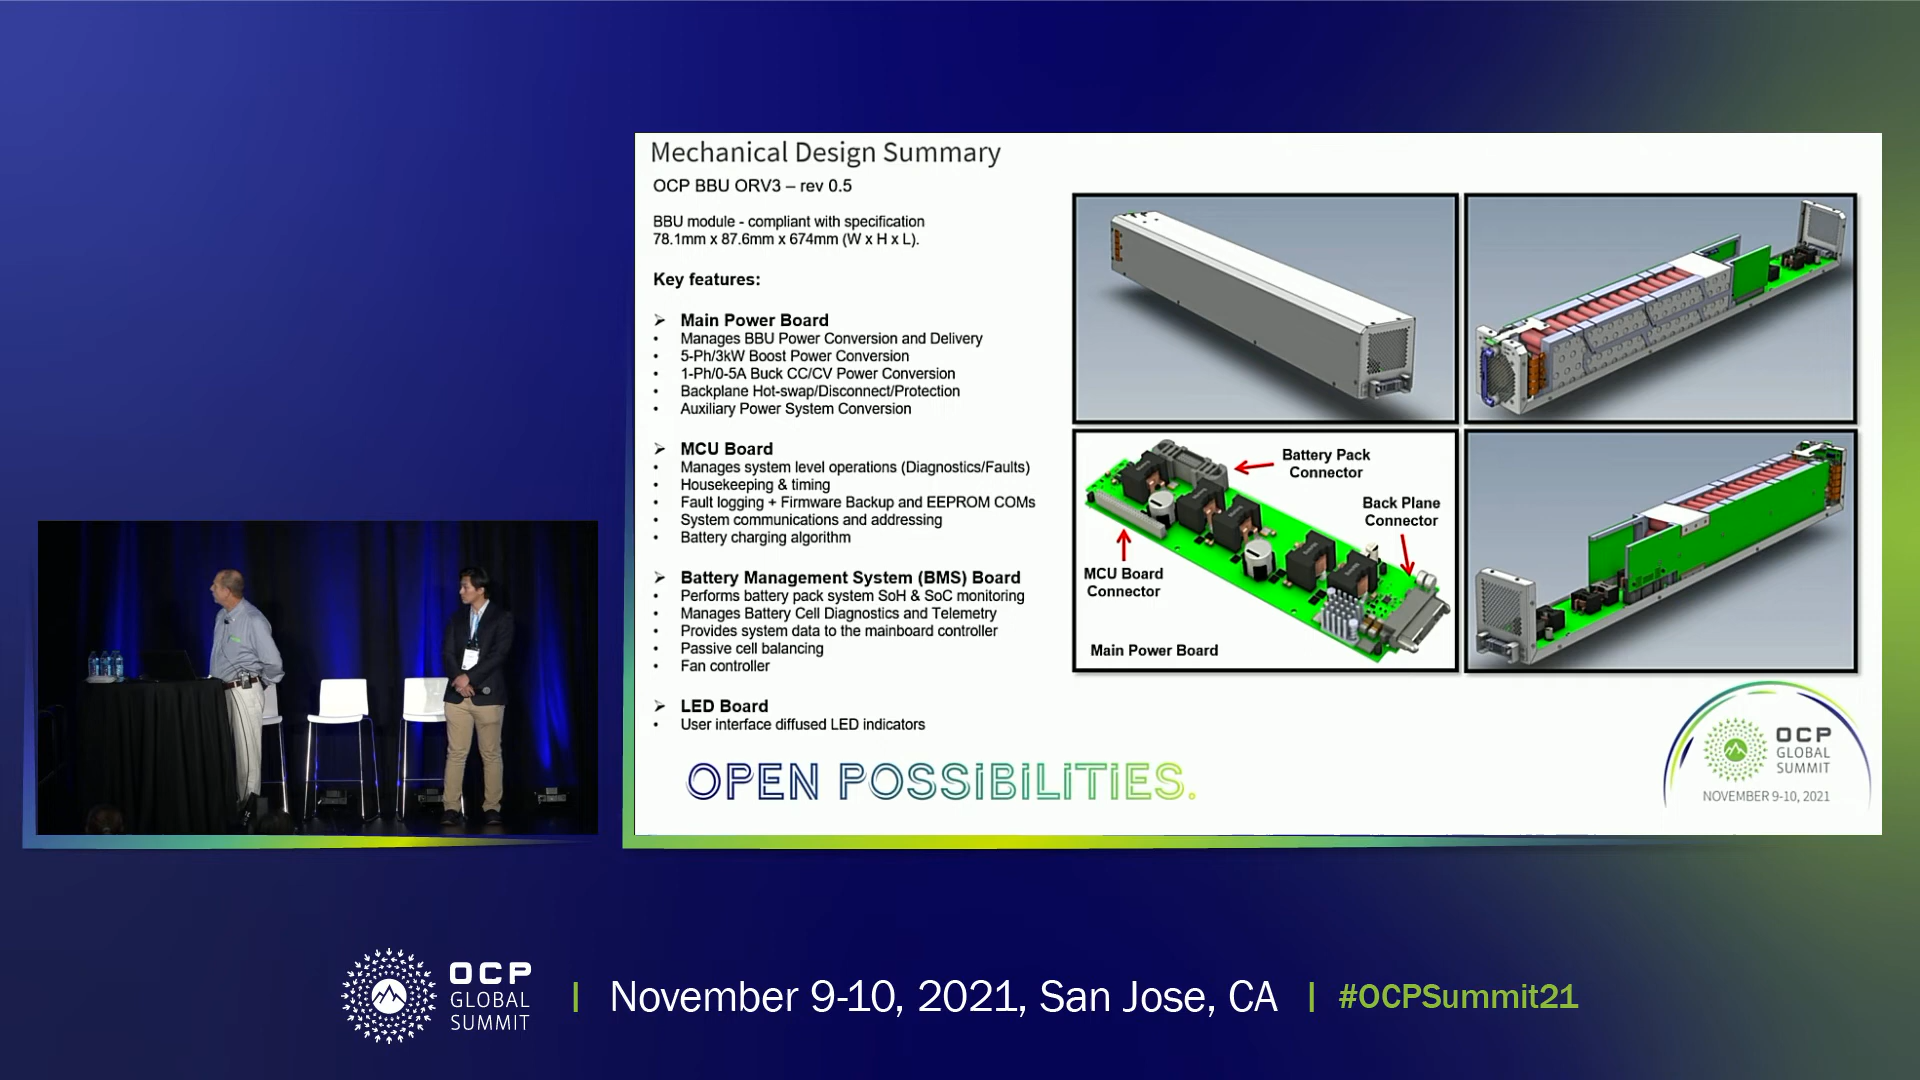 Mechanical Design Summary
OCP BBU ORV3 – rev 0.5
BBU module - compliant with specification
78.1mm x 87.6mm x 674mm (W x H x L).
Key features:
➢ Main Power Board
• Manages BBU Power Conversion and Delivery
• 5-Ph/3kW Boost Power Conversion
• 1-Ph/0-5A Buck CC/CV Power Conversion
• Backplane Hot-swap/Disconnect/Protection
• Auxiliary Power System Conversion
➢ MCU Board
• Manages system level operations (Diagnostics/Faults)
• Housekeeping & timing
• Fault logging + Firmware Backup and EEPROM COMs
• System communications and addressing
• Battery charging algorithm
➢ Battery Management System (BMS) Board
• Performs battery pack system SoH & SoC monitoring
• Manages Battery Cell Diagnostics and Telemetry
• Provides system data to the mainboard controller
• Passive cell balancing
• Fan controller
➢ LED Board
• User interface diffused LED indicators
Battery Pack
Connector
Back Plane
Connector
MCU Board
Connector
Main Power Board
OPEN POSSIBILITIES.
OCP
GLOBAL
SUMMIT
NOVEMBER 9-10, 2021
OCP
GLOBAL
SUMMIT
| November 9-10, 2021, San Jose, CA | #OCPSummit21